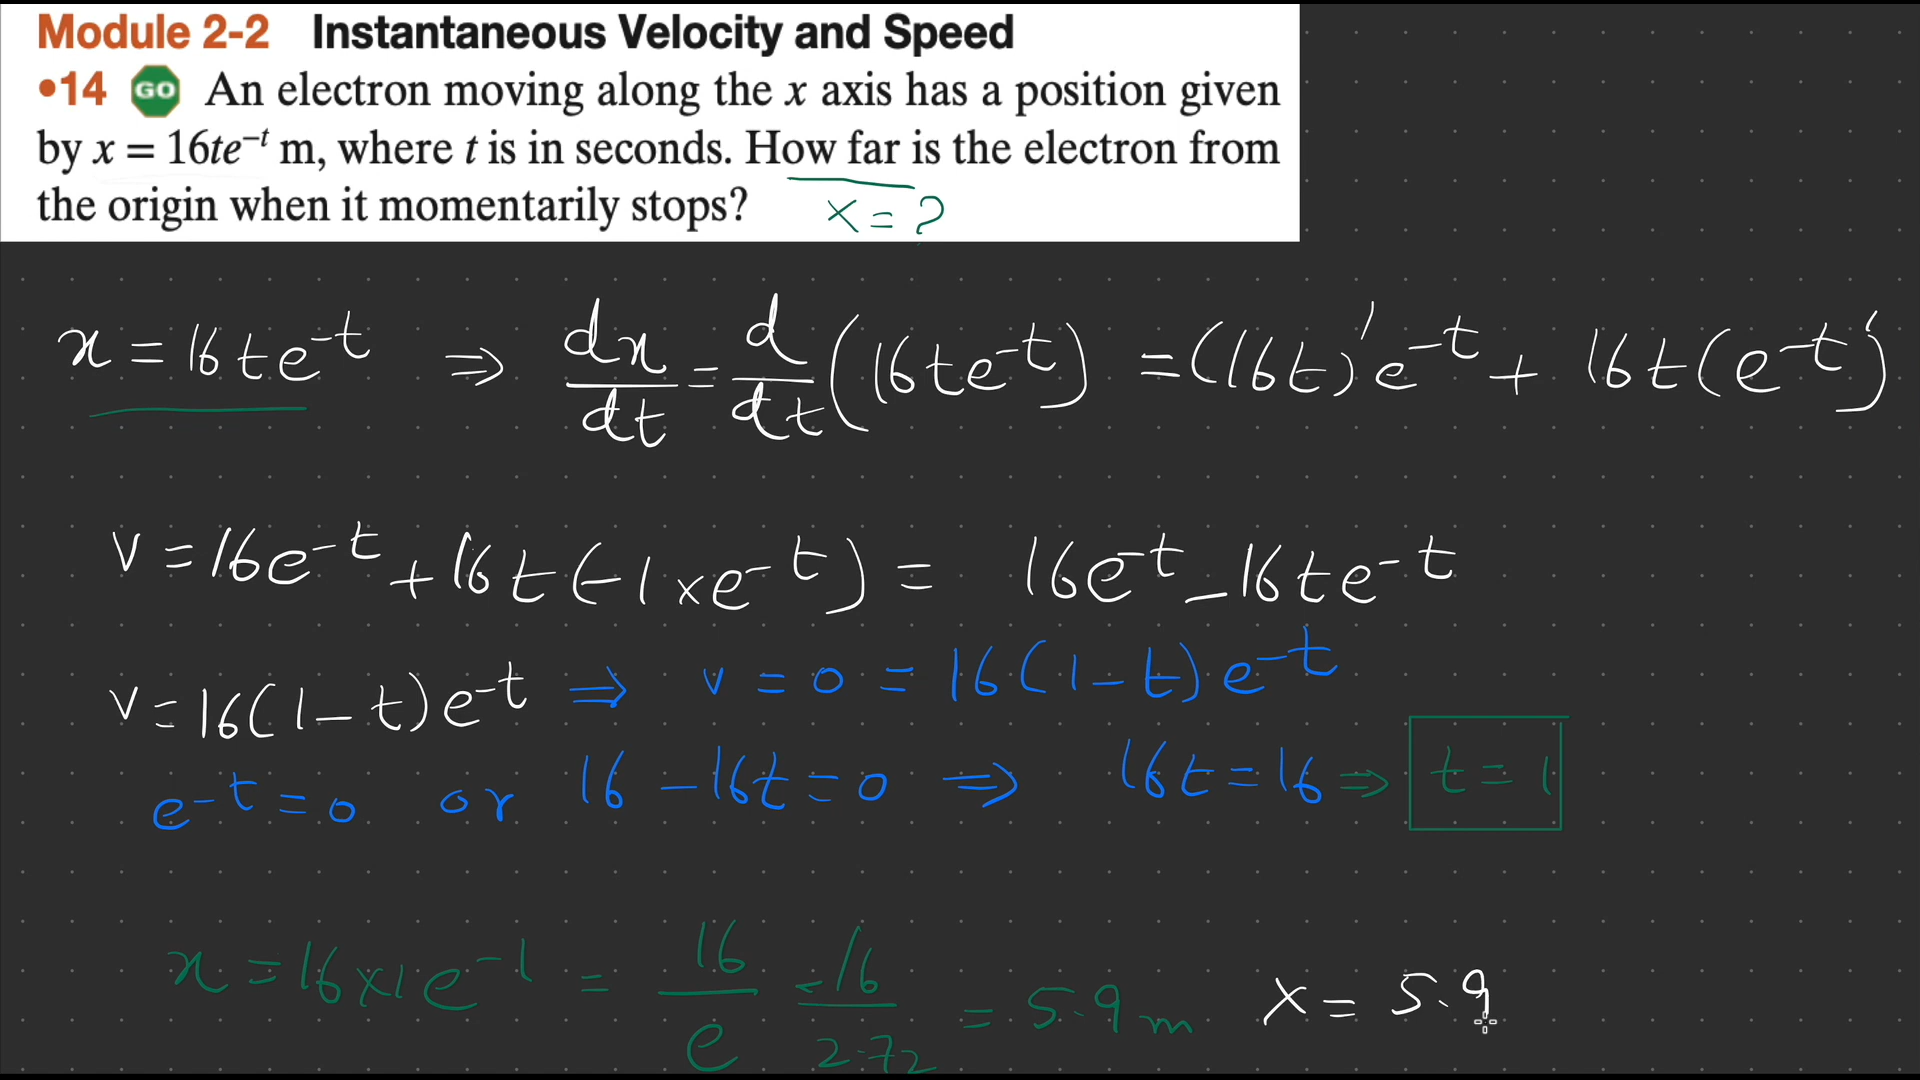 Module 2-2 Instantaneous Velocity and Speed
•14 GO An electron moving along the x axis has a position given
by x = 16te⁻ᵗ m, where t is in seconds. How far is the electron from
the origin when it momentarily stops? x = ?
x = 16te⁻ᵗ ⇒ dx/dt = d/dt (16te⁻ᵗ) = (16t)'e⁻ᵗ + 16t(e⁻ᵗ)'
v = 16e⁻ᵗ + 16t(-1×e⁻ᵗ) = 16e⁻ᵗ - 16te⁻ᵗ
v = 16(1-t)e⁻ᵗ ⇒ v = 0 = 16(1-t)e⁻ᵗ
e⁻ᵗ = 0 or 16 - 16t = 0 ⇒ 16t = 16 ⇒ t = 1
x = 16×1e⁻¹ = 16/e = 16/2.72 = 5.9 m x = 5.9